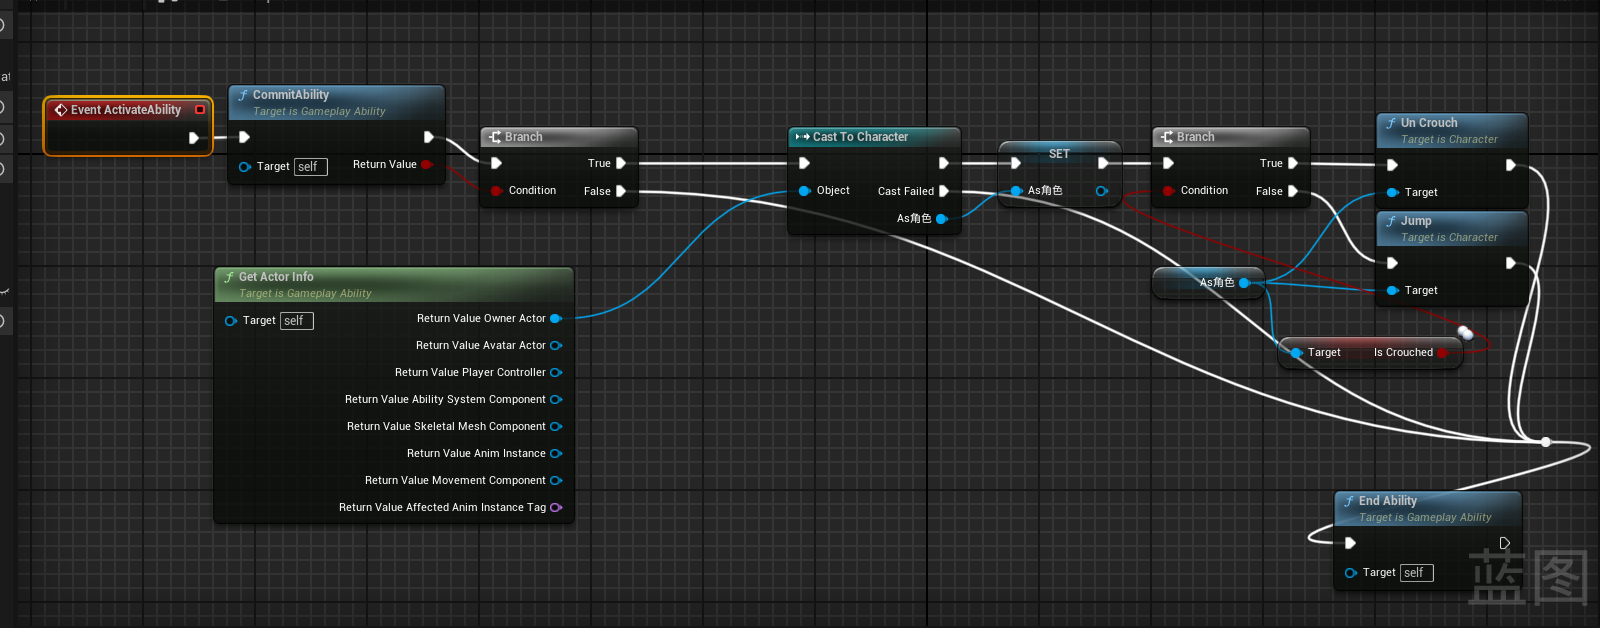 at
Event ActivateAbility
CommitAbility
Target is Gameplay Ability
Target self
Return Value
Branch
True
Condition
False
Cast To Character
Object
Cast Failed
As角色
SET
As角色
Branch
True
Condition
False
Un Crouch
Target is Character
Target
Jump
Target is Character
Target
As角色
Target
Is Crouched
Get Actor Info
Target is Gameplay Ability
Target self
Return Value Owner Actor
Return Value Avatar Actor
Return Value Player Controller
Return Value Ability System Component
Return Value Skeletal Mesh Component
Return Value Anim Instance
Return Value Movement Component
Return Value Affected Anim Instance Tag
End Ability
Target is Gameplay Ability
Target self
蓝图